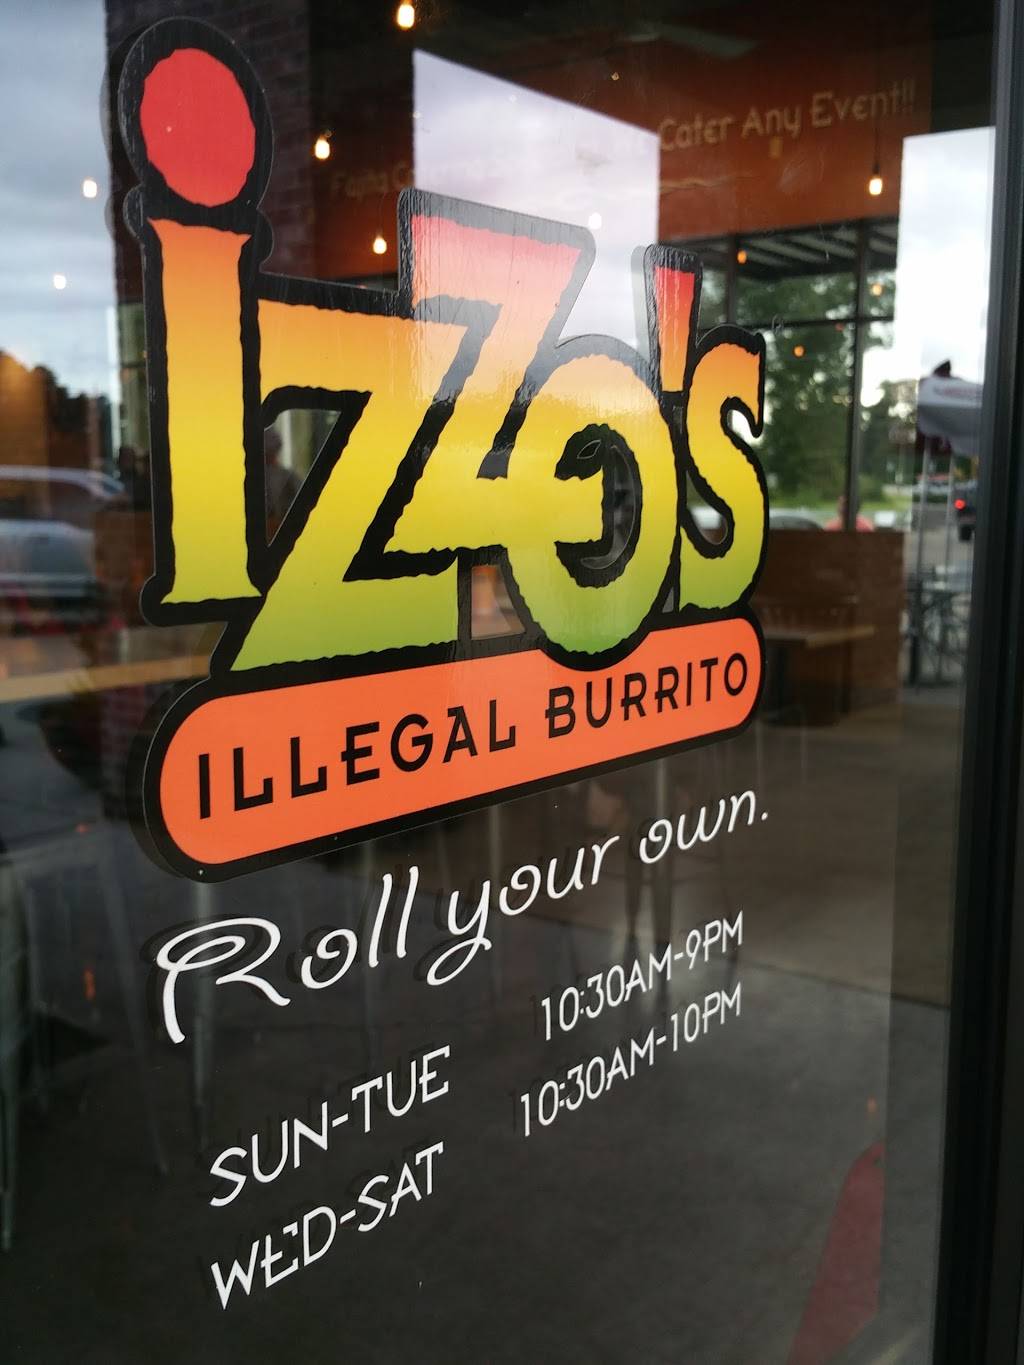 Cater Any Event!!
izzo's
ILLEGAL BURRITO
Roll your own.
SUN-TUE 10:30AM-9PM
WED-SAT 10:30AM-10PM